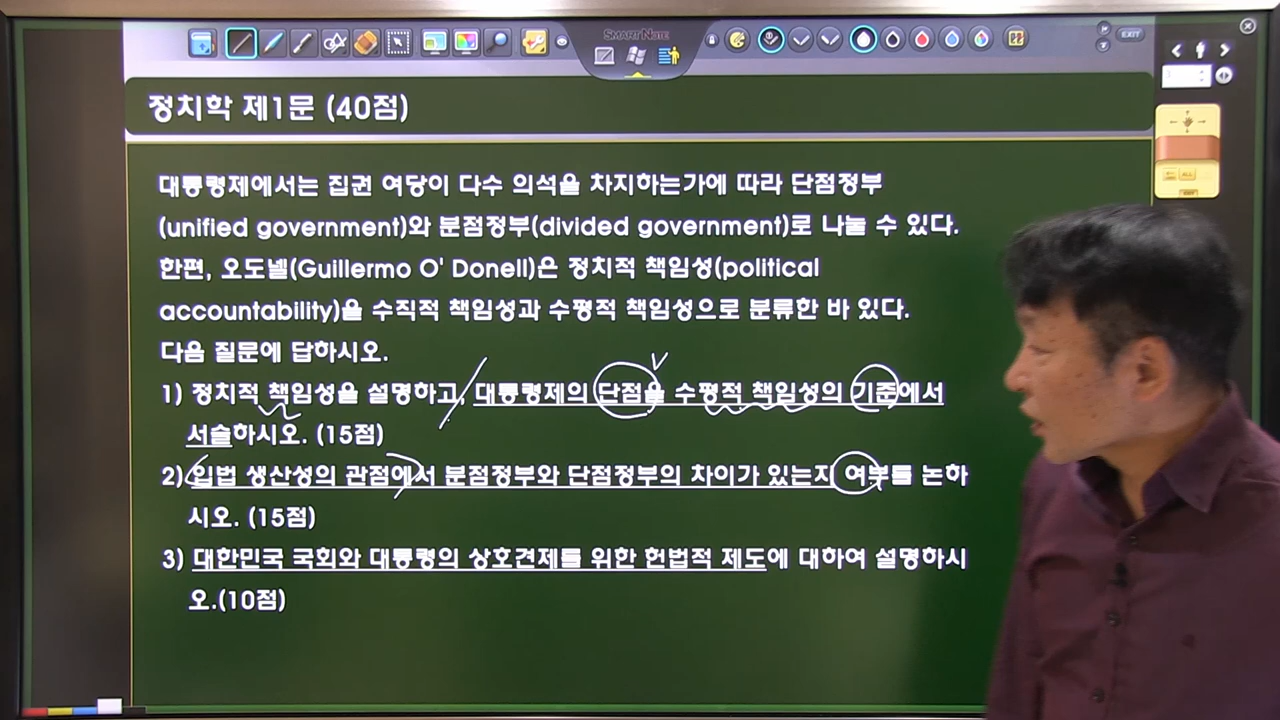 SMARTNOTE
EXIT
정치학 제1문 (40점)
대통령제에서는 집권 여당이 다수 의석을 차지하는가에 따라 단점정부
(unified government)와 분점정부(divided government)로 나눌 수 있다.
한편, 오도넬(Guillermo O' Donell)은 정치적 책임성(political
accountability)을 수직적 책임성과 수평적 책임성으로 분류한 바 있다.
다음 질문에 답하시오.
1) 정치적 책임성을 설명하고, 대통령제의 단점을 수평적 책임성의 기준에서
서술하시오. (15점)
2) 입법 생산성의 관점에서 분점정부와 단점정부의 차이가 있는지 여부를 논하
시오. (15점)
3) 대한민국 국회와 대통령의 상호견제를 위한 헌법적 제도에 대하여 설명하시
오.(10점)